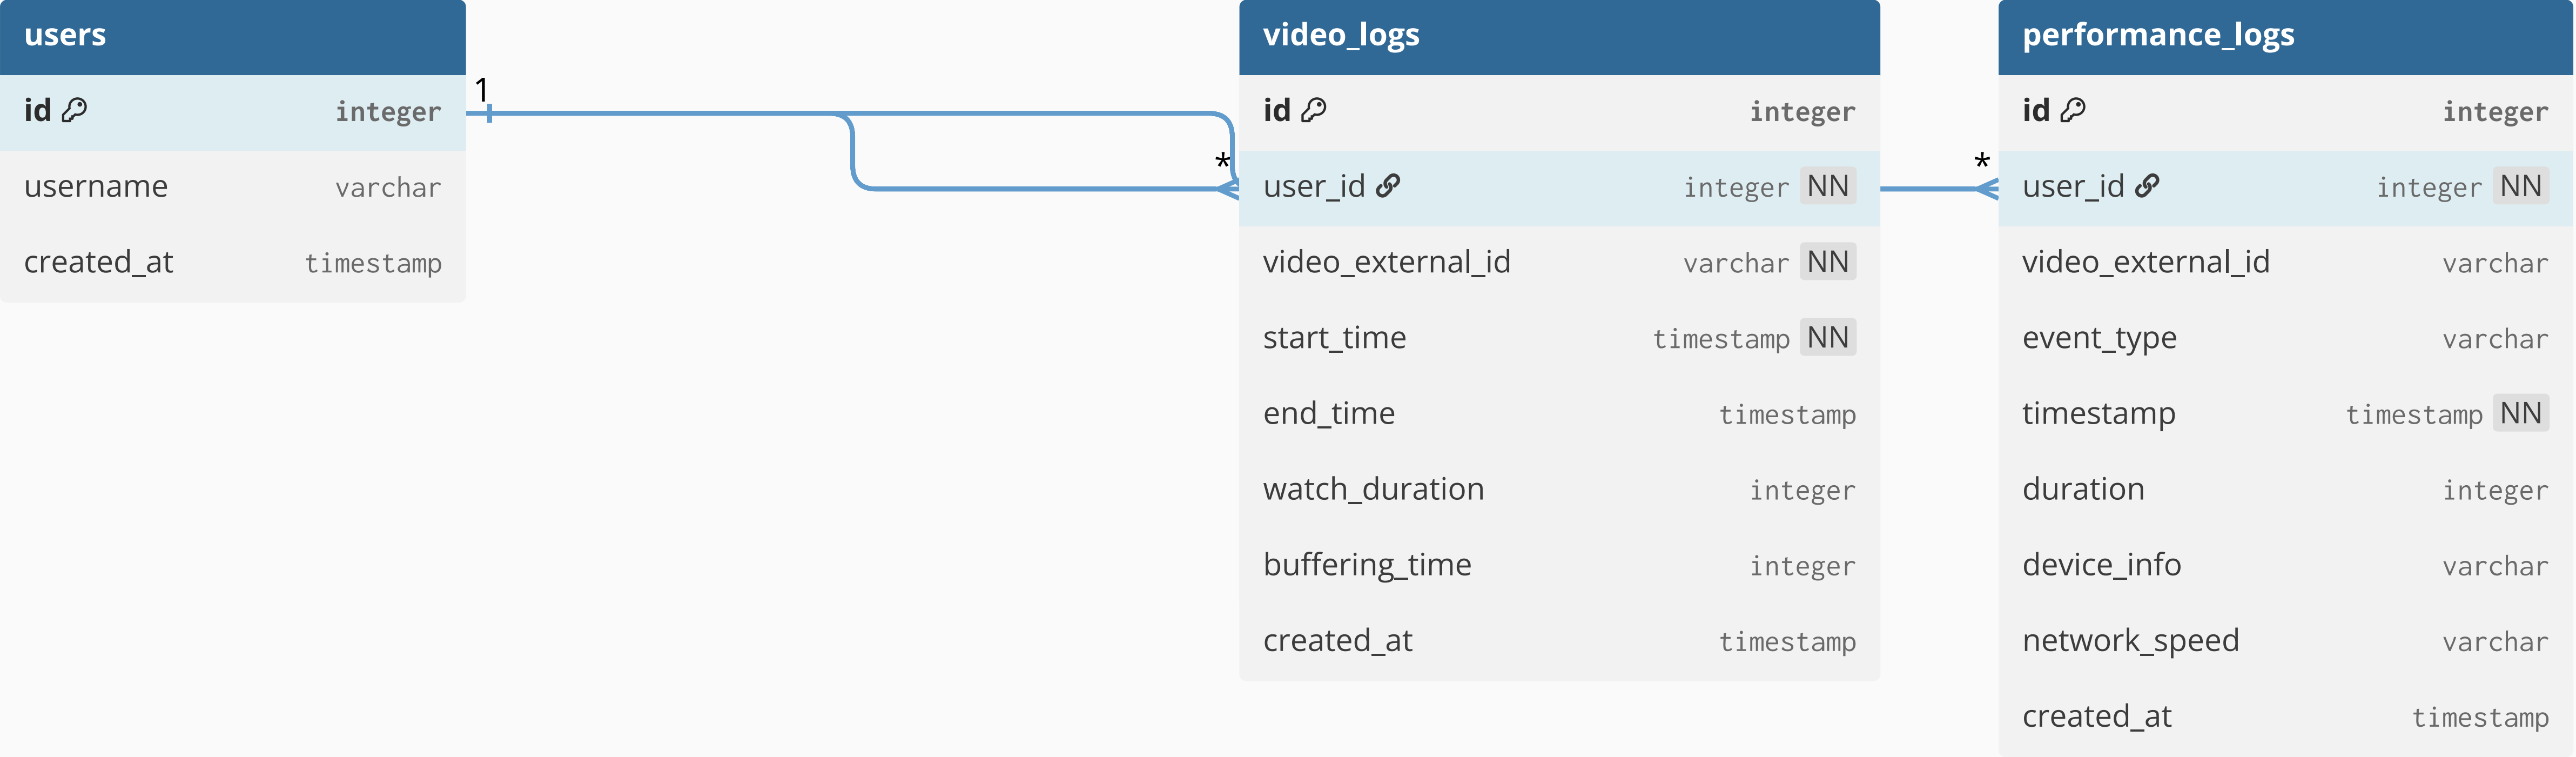 users
id integer
username varchar
created_at timestamp
1
*
video_logs
id integer
user_id integer NN
video_external_id varchar NN
start_time timestamp NN
end_time timestamp
watch_duration integer
buffering_time integer
created_at timestamp
*
performance_logs
id integer
user_id integer NN
video_external_id varchar
event_type varchar
timestamp timestamp NN
duration integer
device_info varchar
network_speed varchar
created_at timestamp